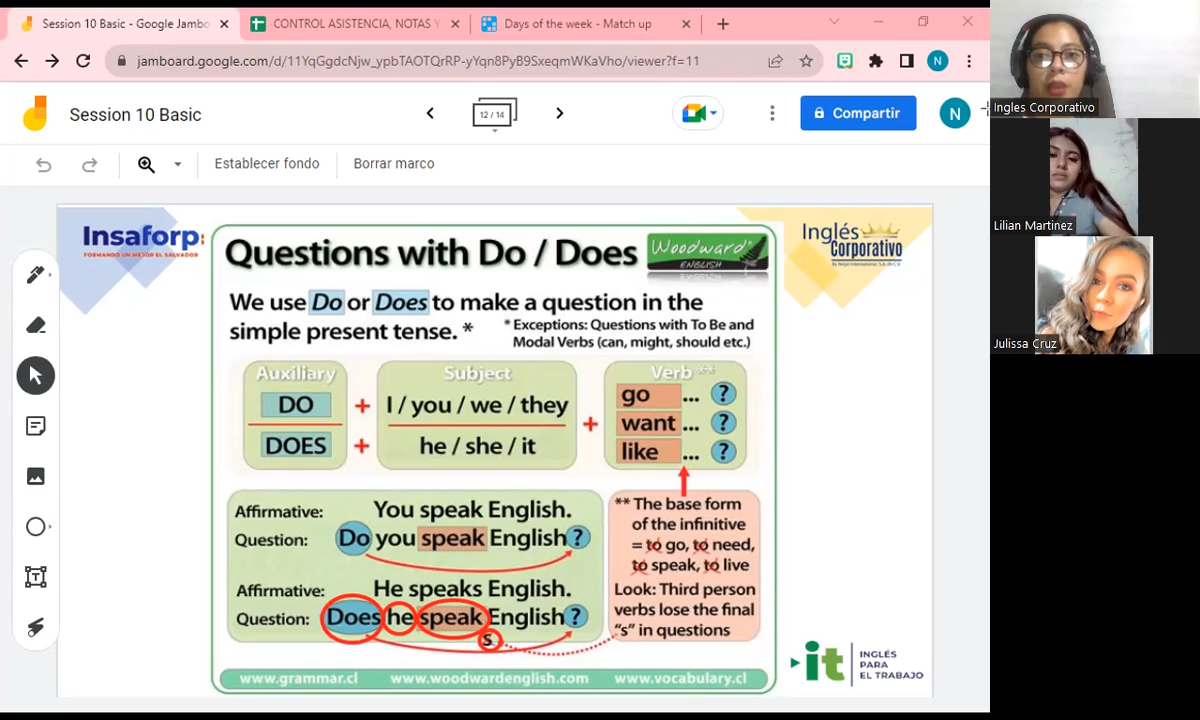 Session 10 Basic - Google Jambo
CONTROL ASISTENCIA, NOTAS Y
Days of the week - Match up
jamboard.google.com/d/11YqGgdcNjw_ypbTAOTQrRP-yYqn8PyB9SxeqmWKaVho/viewer?f=11
N
Session 10 Basic
12 / 14
Compartir
N
Establecer fondo
Borrar marco
Insaforp:
FORMANDO UN MEJOR EL SALVADOR
Questions with Do / Does
Woodward
ENGLISH
Inglés
Corporativo
We use Do or Does to make a question in the
simple present tense. *
* Exceptions: Questions with To Be and
Modal Verbs (can, might, should etc.)
Auxiliary
Subject
Verb **
DO + I / you / we / they
DOES + he / she / it
+
go ... ?
want ... ?
like ... ?
Affirmative: You speak English.
Question: Do you speak English ?
Affirmative: He speaks English.
Question: Does he speak English ?
s
** The base form
of the infinitive
= to go, to need,
to speak, to live
Look: Third person
verbs lose the final
"s" in questions
www.grammar.cl www.woodwardenglish.com www.vocabulary.cl
it
INGLÉS
PARA
EL TRABAJO
Ingles Corporativo
Lilian Martinez
Julissa Cruz